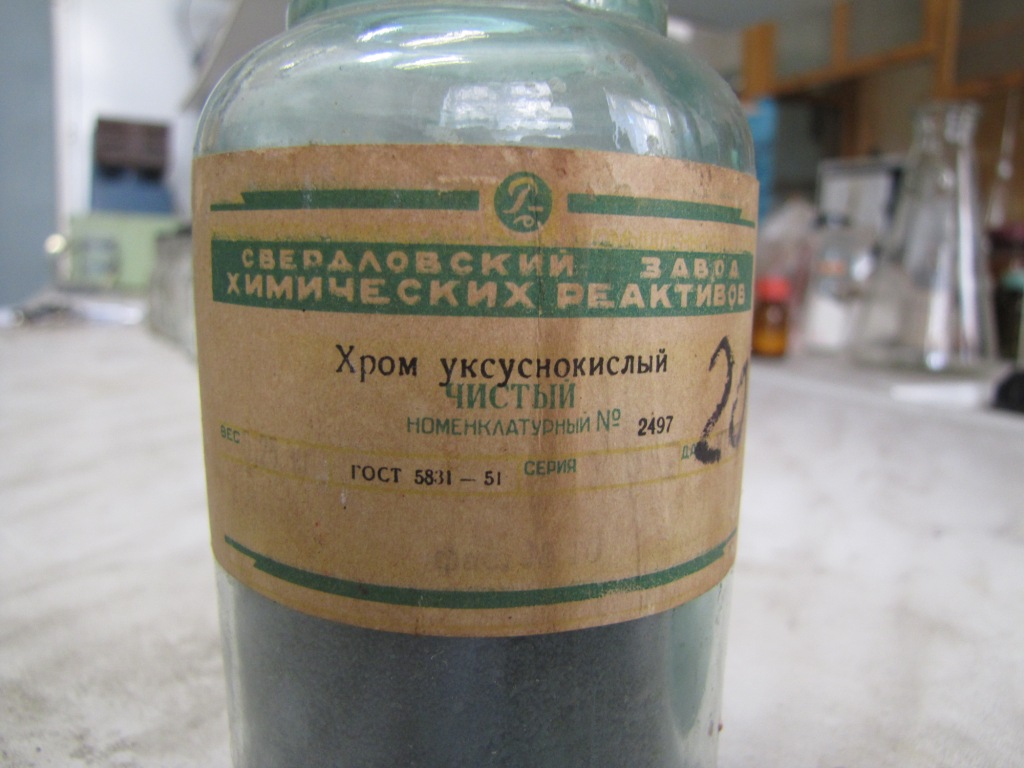 СВЕРДЛОВСКИЙ ЗАВОД
ХИМИЧЕСКИХ РЕАКТИВОВ
Хром уксуснокислый
ЧИСТЫЙ
НОМЕНКЛАТУРНЫЙ № 2497
ВЕС
ГОСТ 5831 — 51 СЕРИЯ